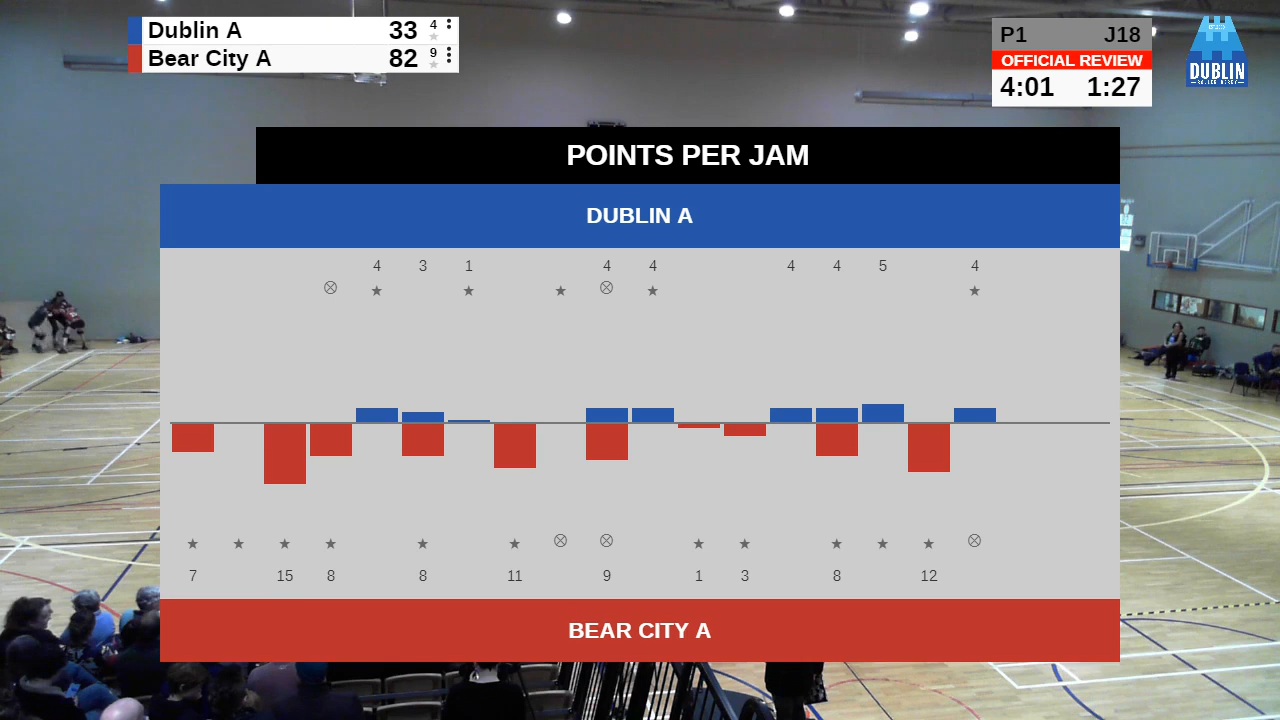 Dublin A 33 4
Bear City A 82 9
P1 J18
OFFICIAL REVIEW
4:01 1:27
DUBLIN
POINTS PER JAM
DUBLIN A
4 3 1 4 4 4 4 5 4
7 15 8 8 11 9 1 3 8 12
BEAR CITY A